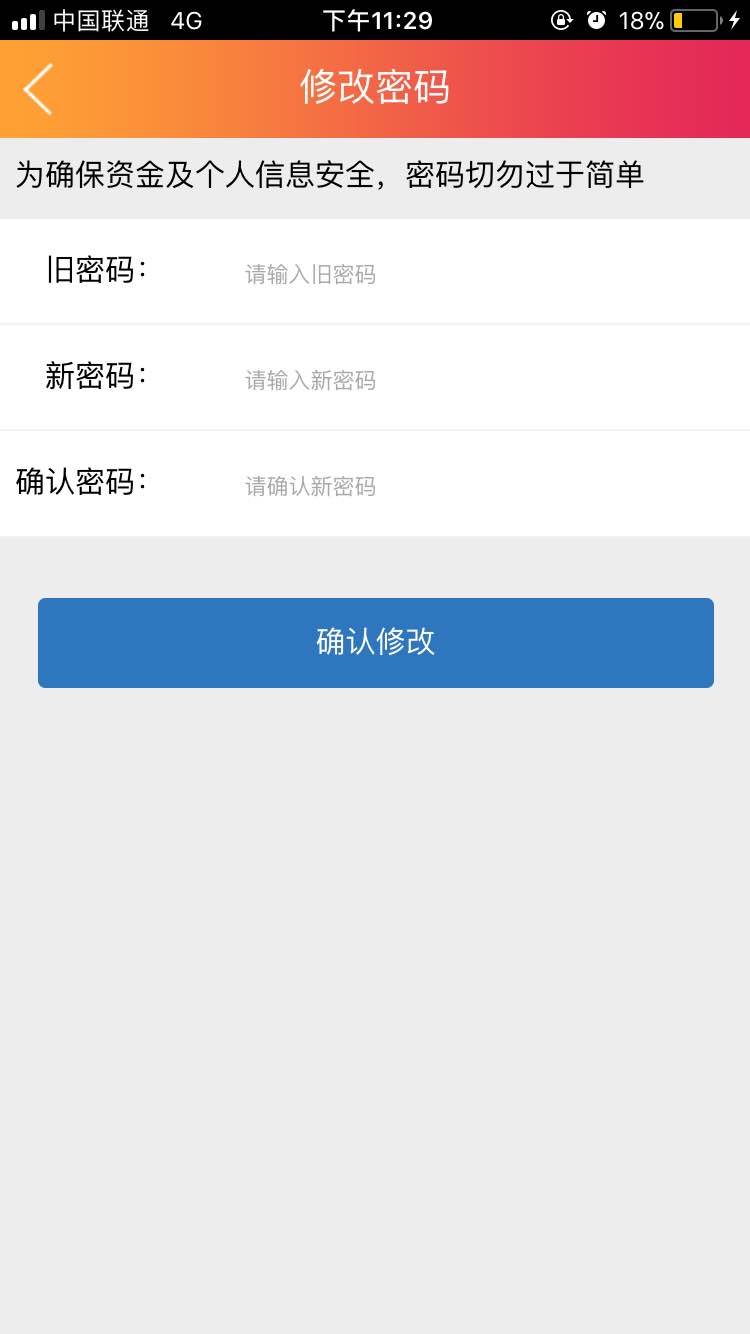 中国联通 4G 下午11:29 18%
修改密码
为确保资金及个人信息安全，密码切勿过于简单
旧密码： 请输入旧密码
新密码： 请输入新密码
确认密码： 请确认新密码
确认修改